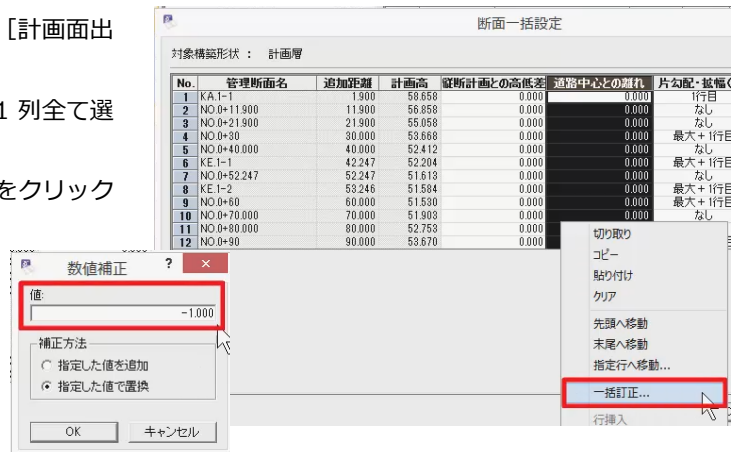 ［計画面出
1 列全て選
をクリック
断面一括設定
対象構築形状 ： 計画層
No. 管理断面名 追加距離 計画高 縦断計画との高低差 道路中心との離れ 片勾配・拡幅
1 KA.1-1 1.900 58.658 0.000 0.000 1行目
2 NO.0+11.900 11.900 56.858 0.000 0.000 なし
3 NO.0+21.900 21.900 55.058 0.000 0.000 なし
4 NO.0+30 30.000 53.668 0.000 0.000 最大＋1行目
5 NO.0+40.000 40.000 52.412 0.000 0.000 なし
6 KE.1-1 42.247 52.204 0.000 0.000 最大＋1行目
7 NO.0+52.247 52.247 51.613 0.000 0.000 なし
8 KE.1-2 53.246 51.584 0.000 0.000 最大＋1行目
9 NO.0+60 60.000 51.530 0.000 0.000 最大＋1行目
10 NO.0+70.000 70.000 51.903 0.000 0.000 なし
11 NO.0+80.000 80.000 52.753 0.000
12 NO.0+90 90.000 53.670 0.000
切り取り
コピー
貼り付け
クリア
先頭へ移動
末尾へ移動
指定行へ移動...
一括訂正...
行挿入
数値補正 ? ×
値:
-1.000
補正方法
指定した値を追加
指定した値で置換
OK キャンセル